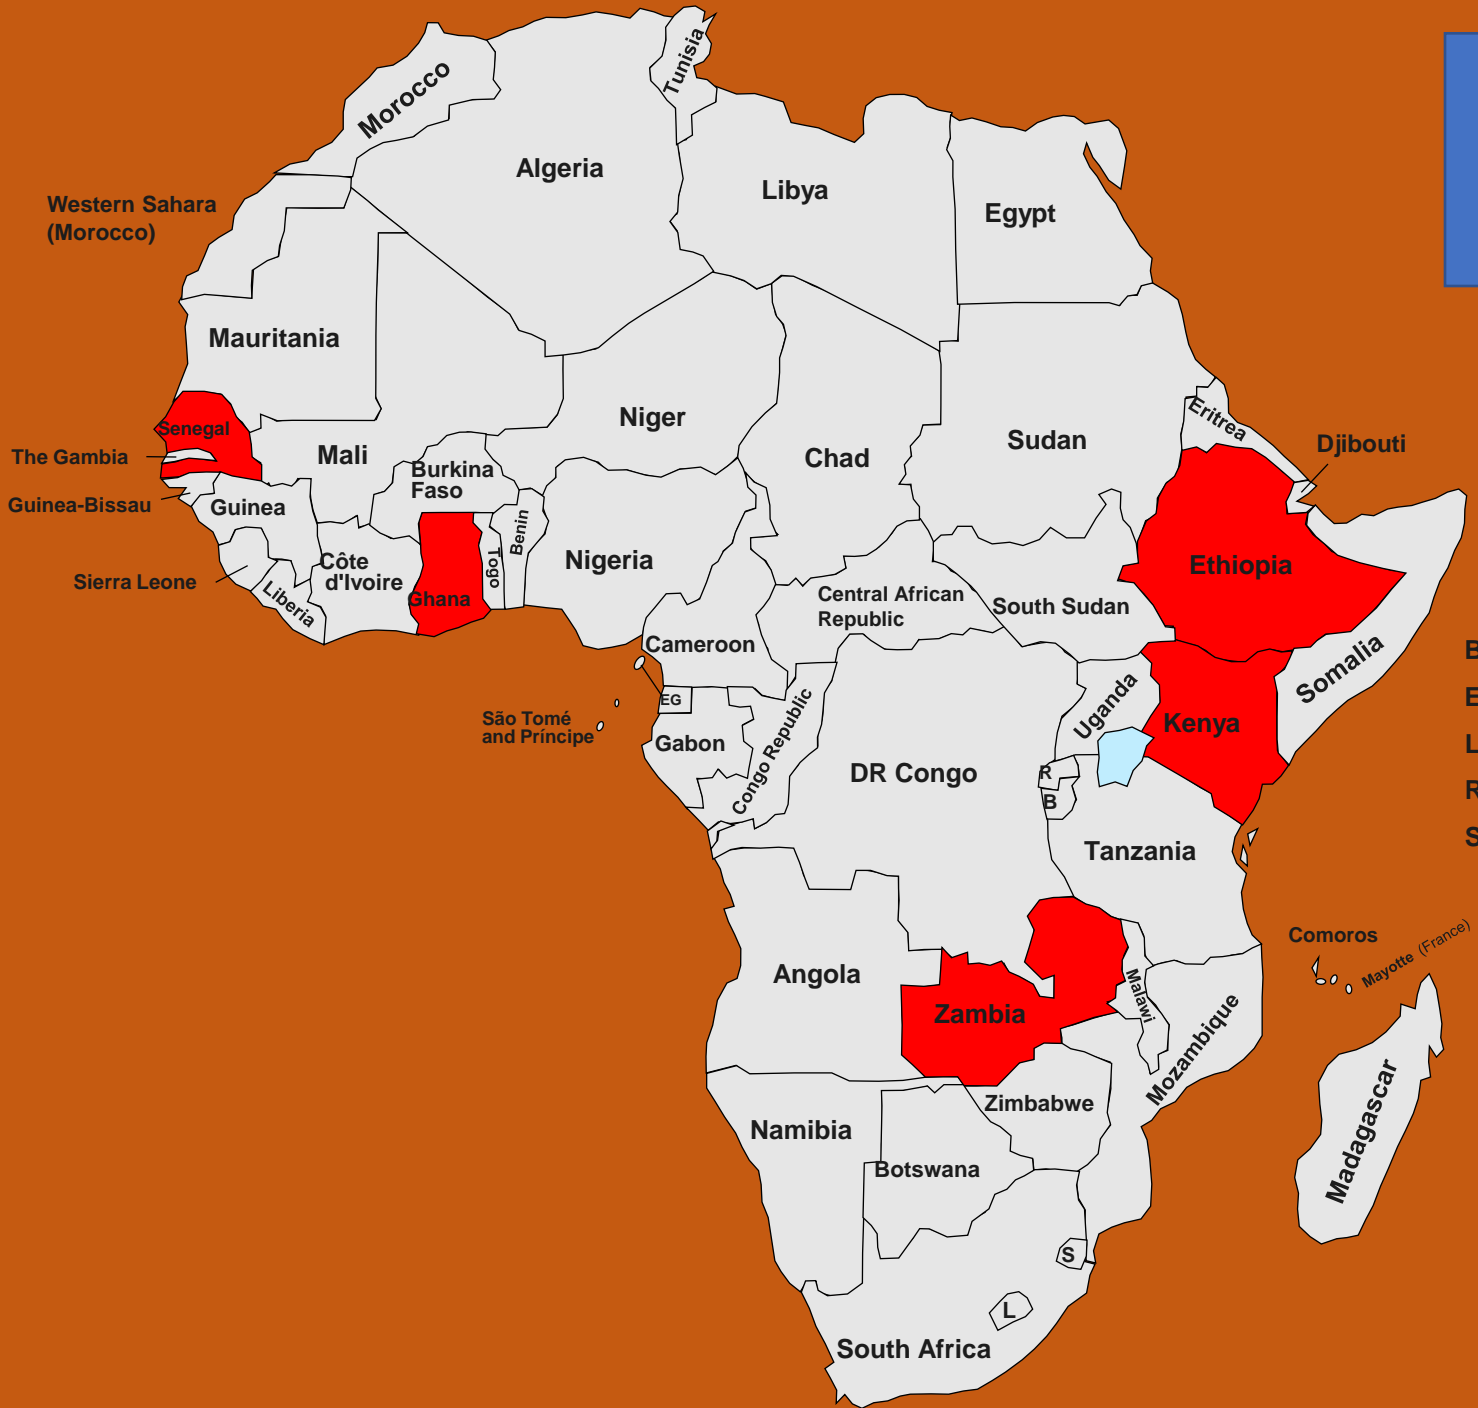 Tunisia
Morocco
Algeria
Libya
Egypt
Western Sahara
(Morocco)
Mauritania
Niger
Mali
Chad
Sudan
Eritrea
Djibouti
Senegal
The Gambia
Guinea-Bissau
Guinea
Burkina
Faso
Benin
Togo
Nigeria
Sierra Leone
Liberia
Côte
d'Ivoire
Ghana
Ethiopia
Central African
Republic
South Sudan
Cameroon
Somalia
B
E
L
R
S
EG
São Tomé
and Príncipe
Gabon
Congo Republic
Uganda
Kenya
DR Congo
R
B
Tanzania
Comoros
Mayotte (France)
Angola
Zambia
Malawi
Mozambique
Madagascar
Namibia
Zimbabwe
Botswana
S
L
South Africa